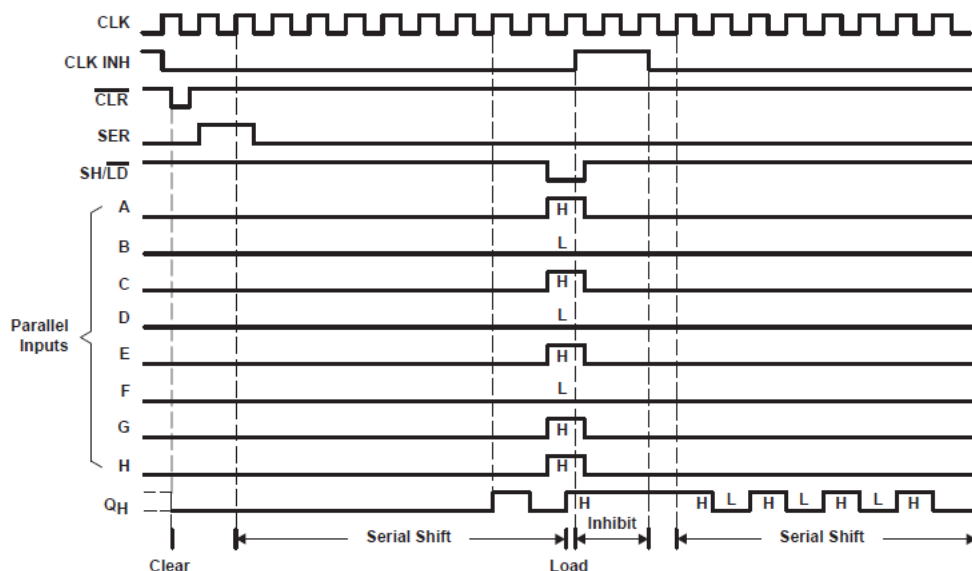 CLK
CLK INH
CLR
SER
SH/LD
A H
B L
C H
D L
Parallel
Inputs
E H
F L
G H
H H
QH H H L H L H L H
Serial Shift Inhibit Serial Shift
Clear Load